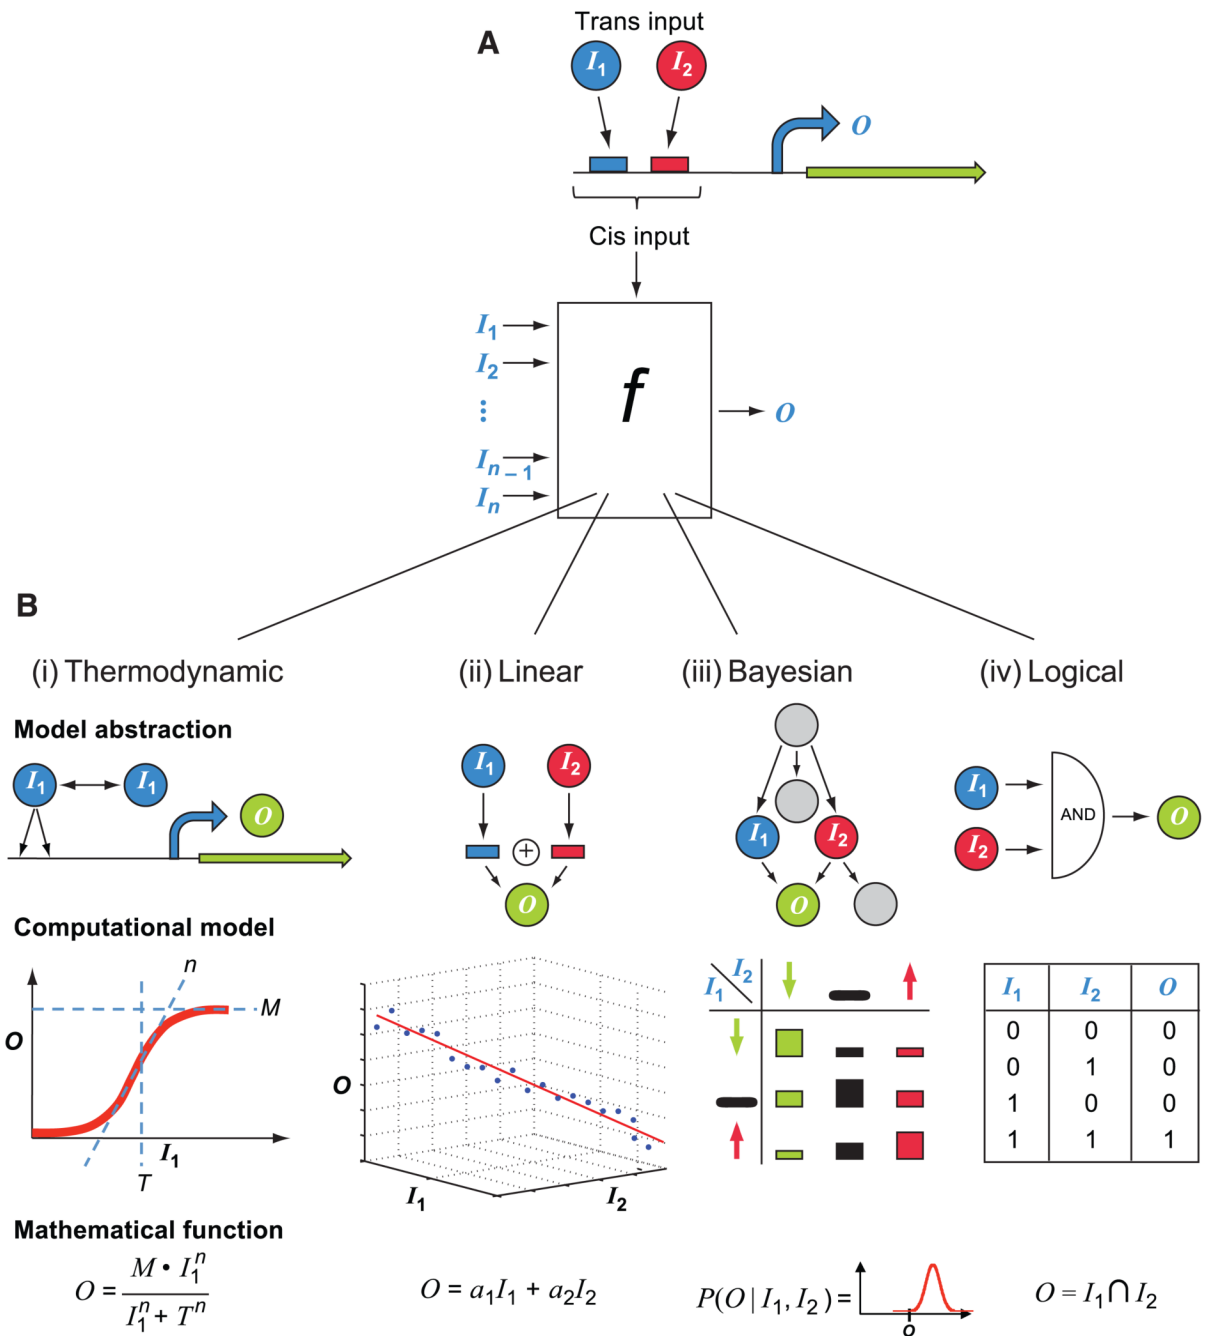 Trans input
A
I1 I2
O
Cis input
I1
I2
⋮
In – 1
In
f
O
B
(i) Thermodynamic (ii) Linear (iii) Bayesian (iv) Logical
Model abstraction
I1 I1 O
I1 I2
+
O
I1 I2
O
I1
I2
AND
O
Computational model
n
M
O
I1
T
O
I1 I2
I1 I2
I1 I2 O
0 0 0
0 1 0
1 0 0
1 1 1
Mathematical function
O = M • I1^n / I1^n + T^n
O = a1I1 + a2I2
P(O | I1, I2) =
o
O = I1 ∩ I2